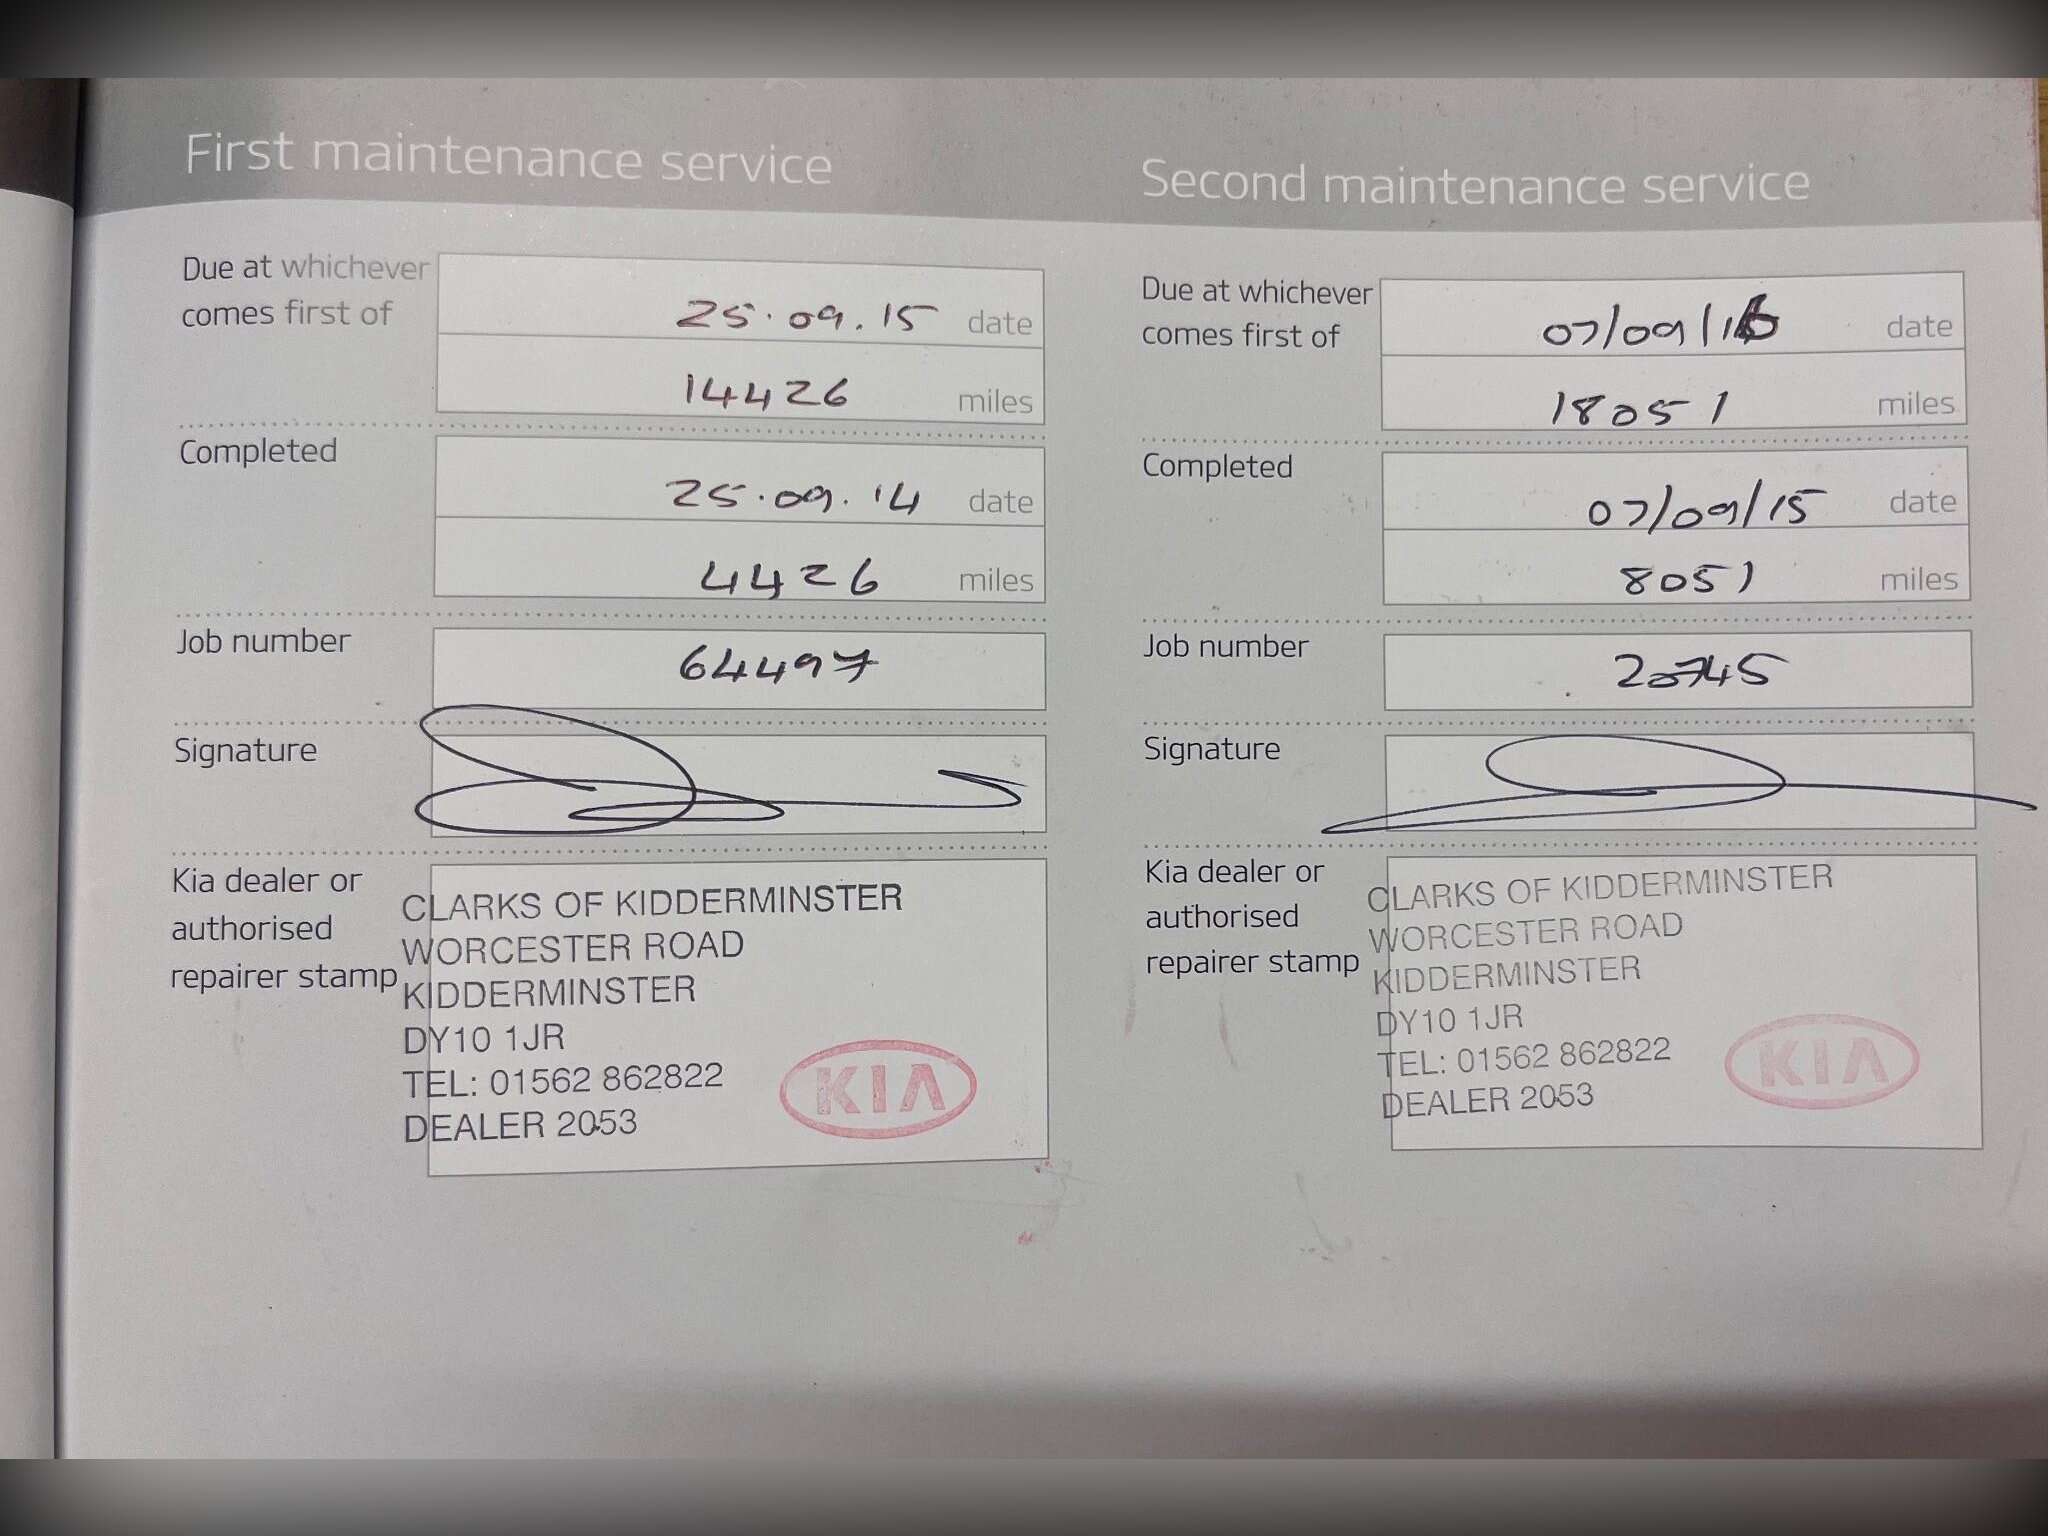 First maintenance service
Due at whichever
comes first of
25.09.15 date
14426 miles
Completed
25.09.14 date
4426 miles
Job number
64497
Signature
Kia dealer or
authorised
repairer stamp
CLARKS OF KIDDERMINSTER
WORCESTER ROAD
KIDDERMINSTER
DY10 1JR
TEL: 01562 862822
DEALER 2053
KIA
Second maintenance service
Due at whichever
comes first of
07/09/16 date
18051 miles
Completed
07/09/15 date
8051 miles
Job number
20745
Signature
Kia dealer or
authorised
repairer stamp
CLARKS OF KIDDERMINSTER
WORCESTER ROAD
KIDDERMINSTER
DY10 1JR
TEL: 01562 862822
DEALER 2053
KIA